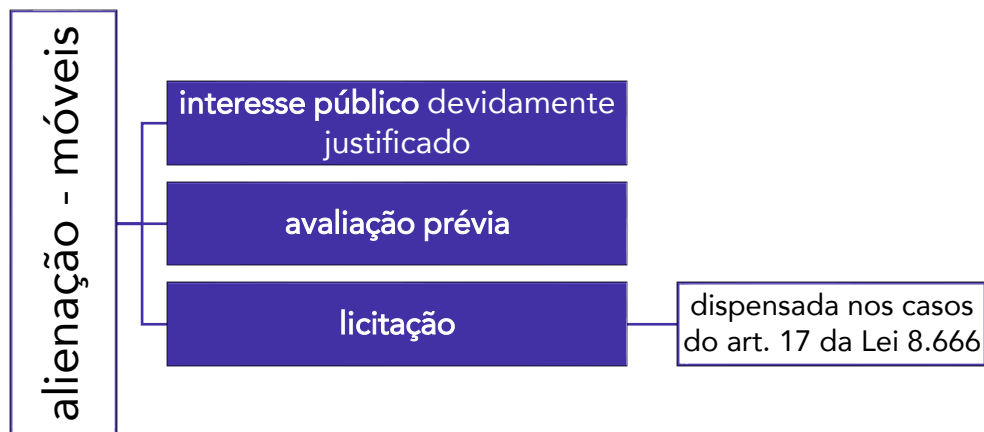 alienação - móveis
interesse público devidamente
justificado
avaliação prévia
licitação
dispensada nos casos
do art. 17 da Lei 8.666